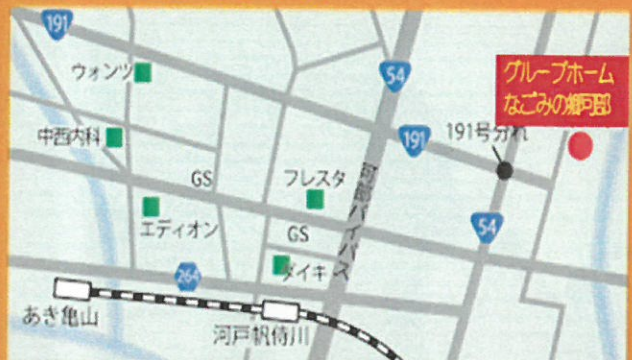 191
ウォンツ
54
グループホーム
なごみの郷可部
191
191号分れ
中西内科
GS
フレスタ
可部バイパス
エディオン
GS
54
264
ダイキ
あき亀山
河戸帆待川